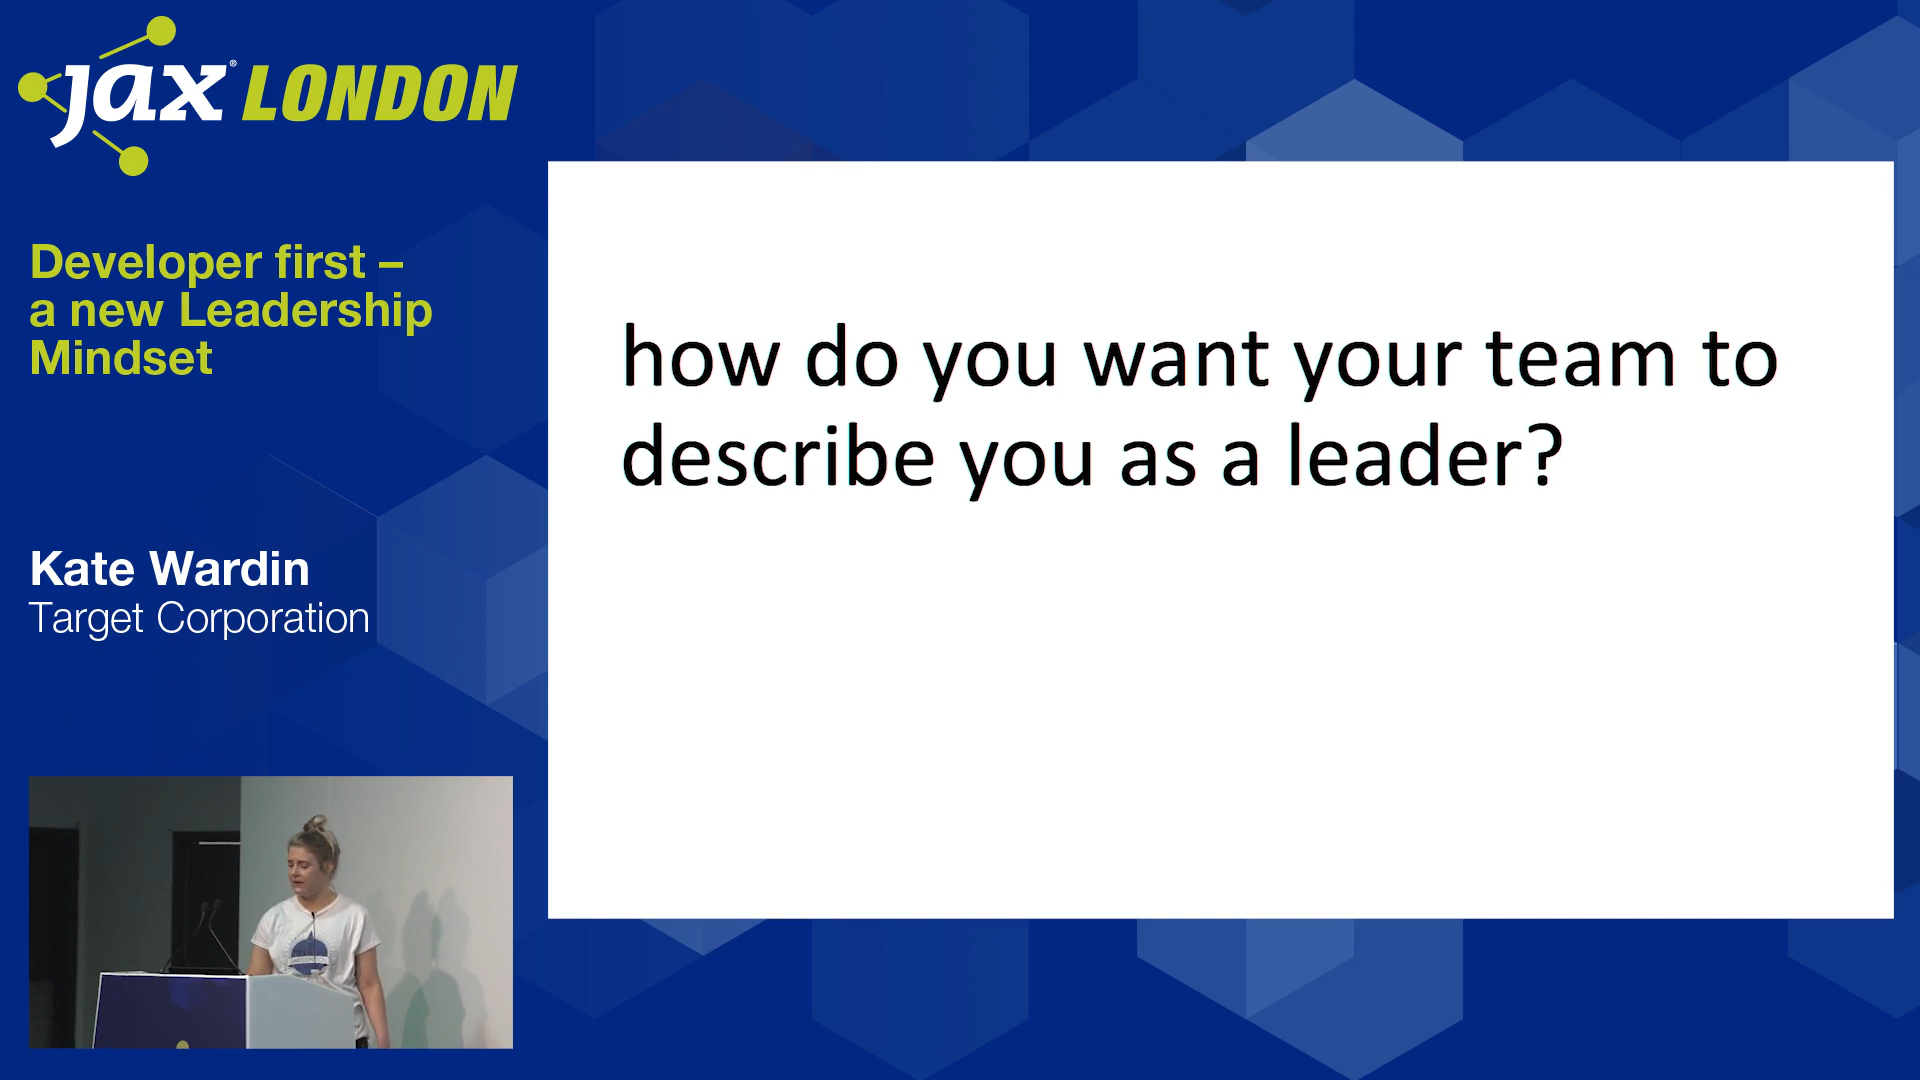 jax® LONDON
Developer first –
a new Leadership
Mindset
Kate Wardin
Target Corporation
how do you want your team to
describe you as a leader?